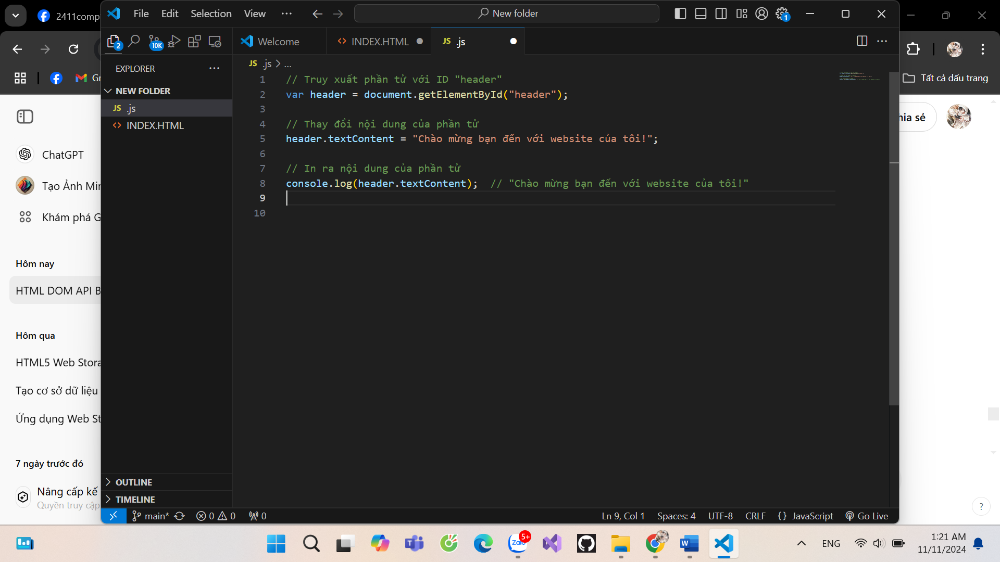 2411comp
File Edit Selection View ... New folder 1
2 10K Welcome INDEX.HTML JS .js
EXPLORER JS .js > ...
NEW FOLDER
JS .js
INDEX.HTML
1 // Truy xuất phần tử với ID "header"
2 var header = document.getElementById("header");
3
4 // Thay đổi nội dung của phần tử
5 header.textContent = "Chào mừng bạn đến với website của tôi!";
6
7 // In ra nội dung của phần tử
8 console.log(header.textContent);  // "Chào mừng bạn đến với website của tôi!"
9
10
OUTLINE
TIMELINE
main* 0 0 0 Ln 9, Col 1 Spaces: 4 UTF-8 CRLF {} JavaScript Go Live
Tất cả dấu trang
hia sẻ
ChatGPT
Tạo Ảnh
Khám phá G
Hôm nay
HTML DOM API B
Hôm qua
HTML5 Web Stora
Tạo cơ sở dữ liệu
Ứng dụng Web St
7 ngày trước đó
Nâng cấp kế
Quyền truy cập
?
Zalo 5+ ENG 1:21 AM
11/11/2024